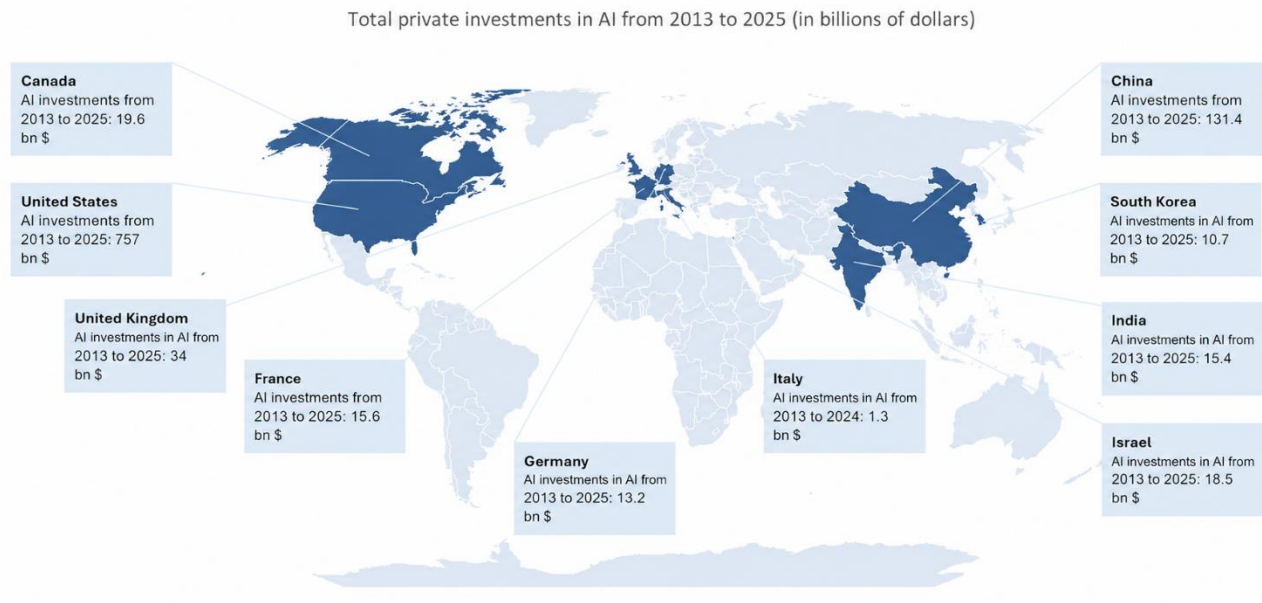 Total private investments in AI from 2013 to 2025 (in billions of dollars)
Canada
AI investments from
2013 to 2025: 19.6
bn $
United States
AI investments from
2013 to 2025: 757
bn $
United Kingdom
AI investments in AI from
2013 to 2025: 34
bn $
France
AI investments from
2013 to 2025: 15.6
bn $
Germany
AI investments in AI from
2013 to 2025: 13.2
bn $
Italy
AI investments in AI from
2013 to 2024: 1.3
bn $
China
AI investments from
2013 to 2025: 131.4
bn $
South Korea
AI investments in AI from
2013 to 2025: 10.7
bn $
India
AI investments in AI from
2013 to 2025: 15.4
bn $
Israel
AI investments in AI from
2013 to 2025: 18.5
bn $